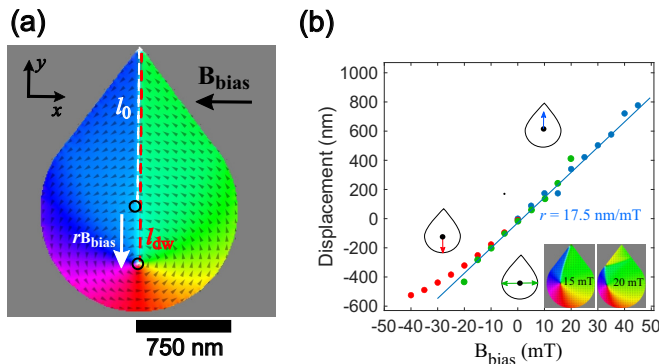 (a)
y
x
B_bias
l_0
rB_bias
l_dw
750 nm
(b)
Displacement (nm)
1000
800
600
400
200
0
-200
-400
-600
r = 17.5 nm/mT
15 mT
20 mT
-50 -40 -30 -20 -10 0 10 20 30 40 50
B_bias (mT)